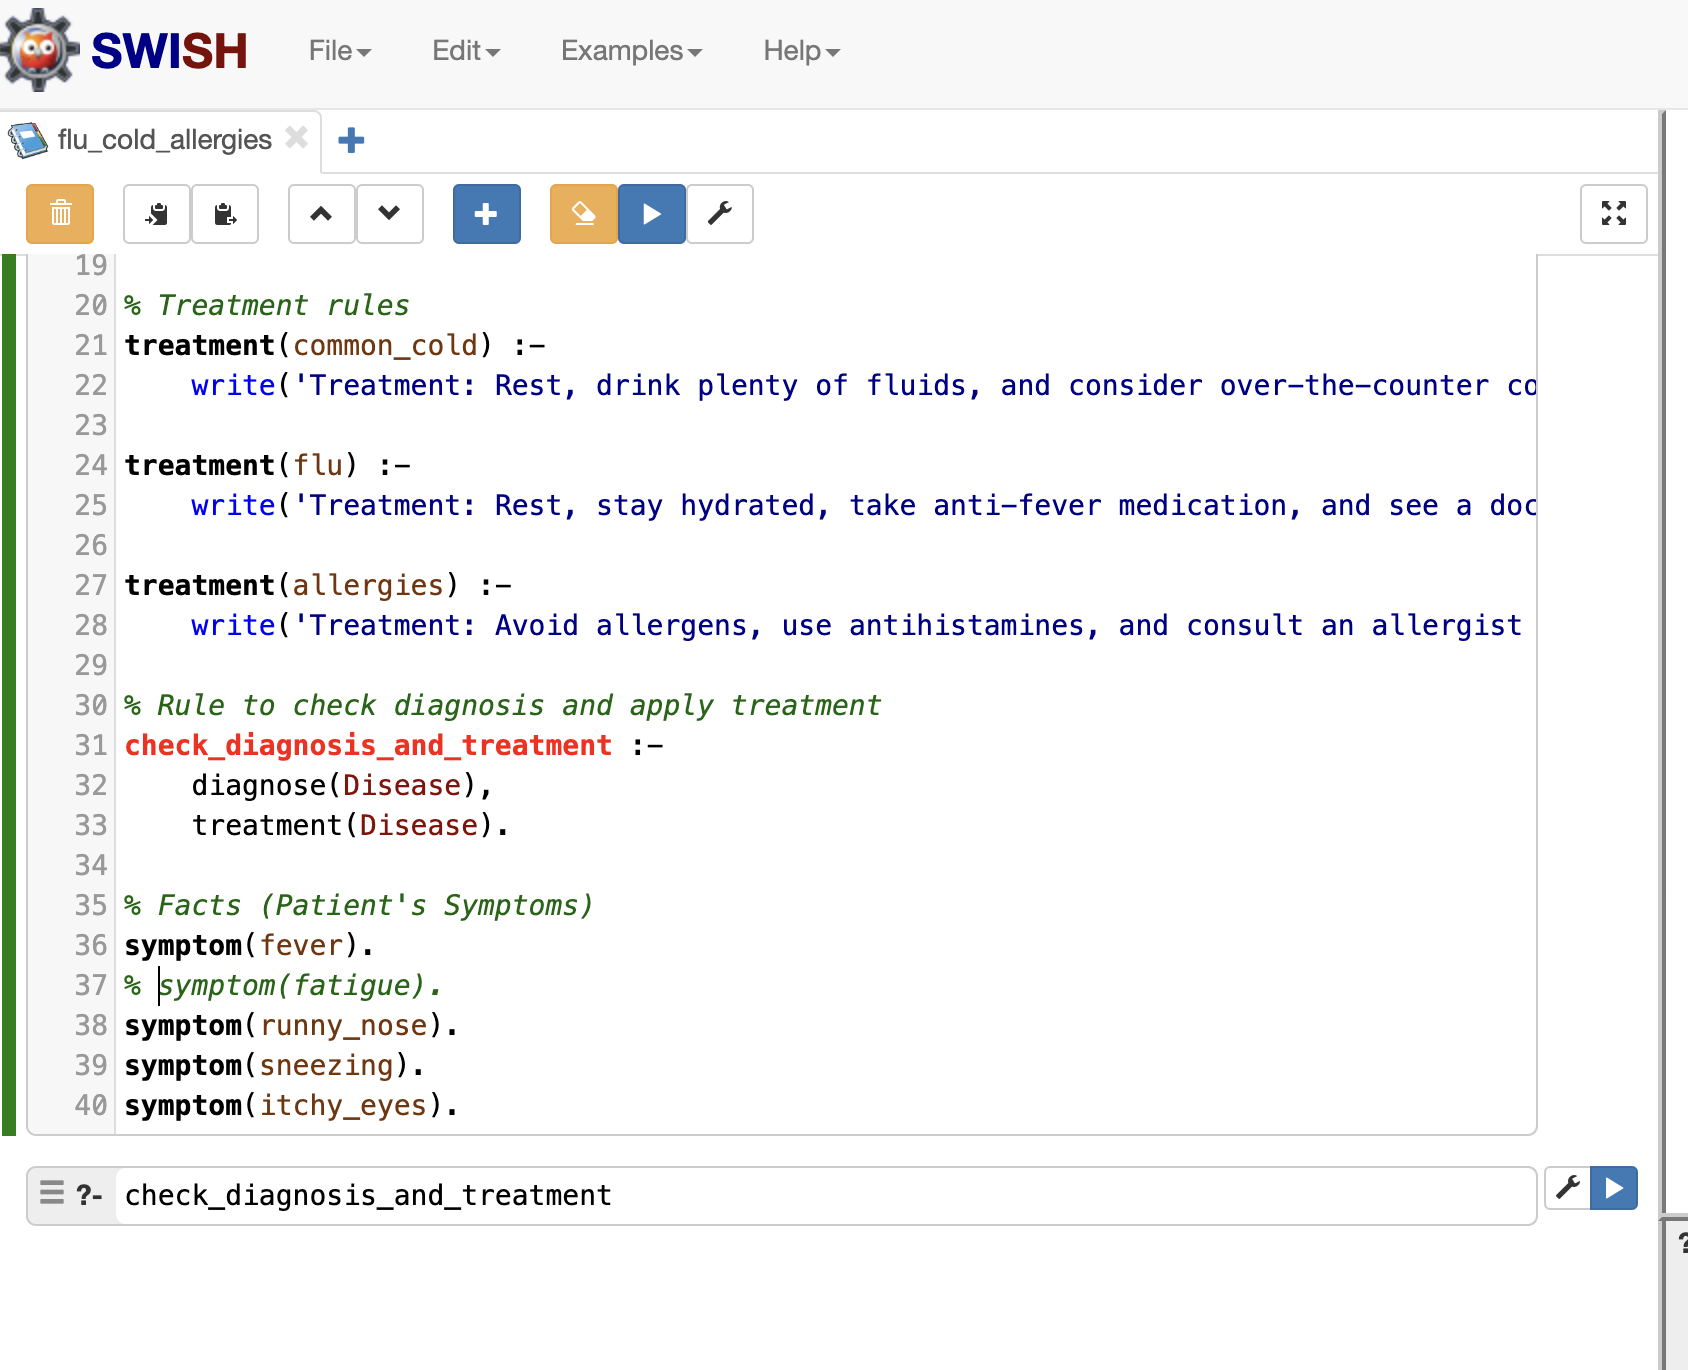 SWISH File Edit Examples Help
flu_cold_allergies
19
20 % Treatment rules
21 treatment(common_cold) :-
22     write('Treatment: Rest, drink plenty of fluids, and consider over-the-counter co
23
24 treatment(flu) :-
25     write('Treatment: Rest, stay hydrated, take anti-fever medication, and see a doc
26
27 treatment(allergies) :-
28     write('Treatment: Avoid allergens, use antihistamines, and consult an allergist
29
30 % Rule to check diagnosis and apply treatment
31 check_diagnosis_and_treatment :-
32     diagnose(Disease),
33     treatment(Disease).
34
35 % Facts (Patient's Symptoms)
36 symptom(fever).
37 % symptom(fatigue).
38 symptom(runny_nose).
39 symptom(sneezing).
40 symptom(itchy_eyes).
?- check_diagnosis_and_treatment
?